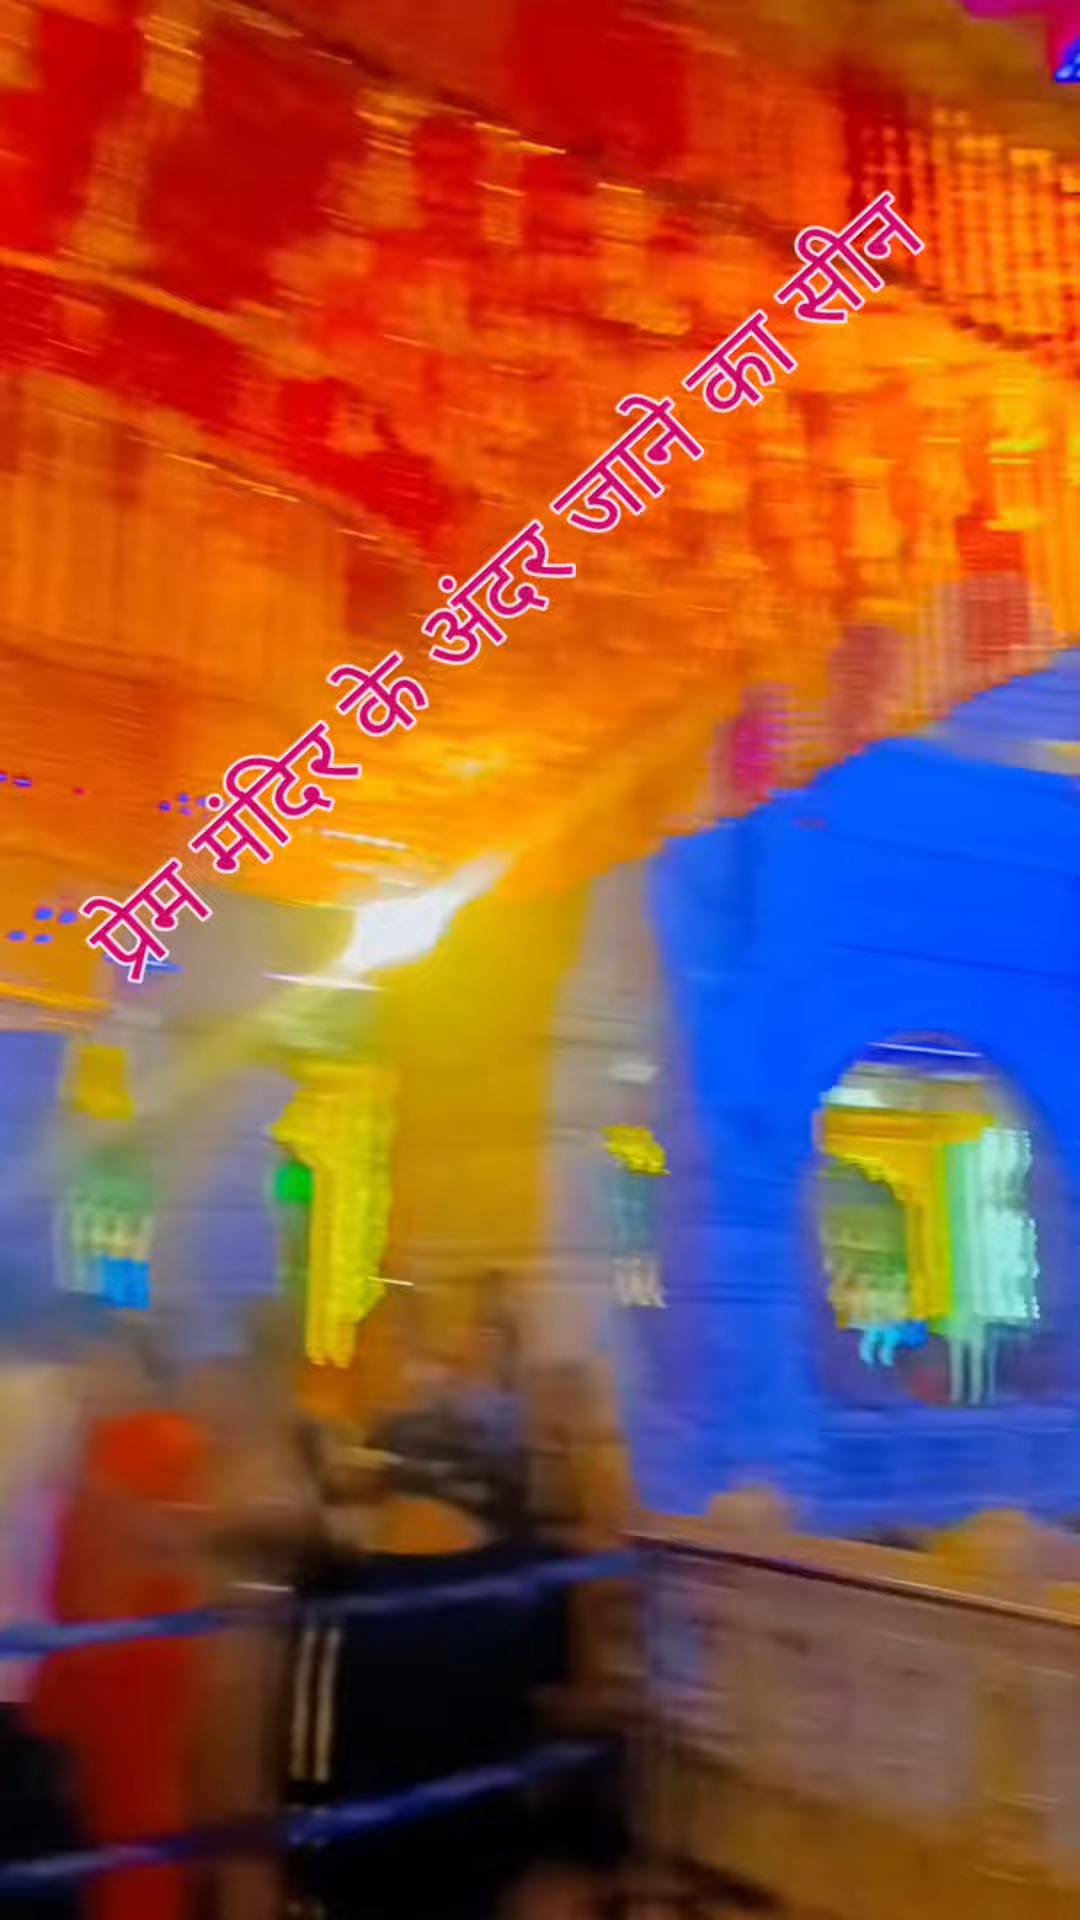 प्रेम मंदिर के अंदर जाने का सीन